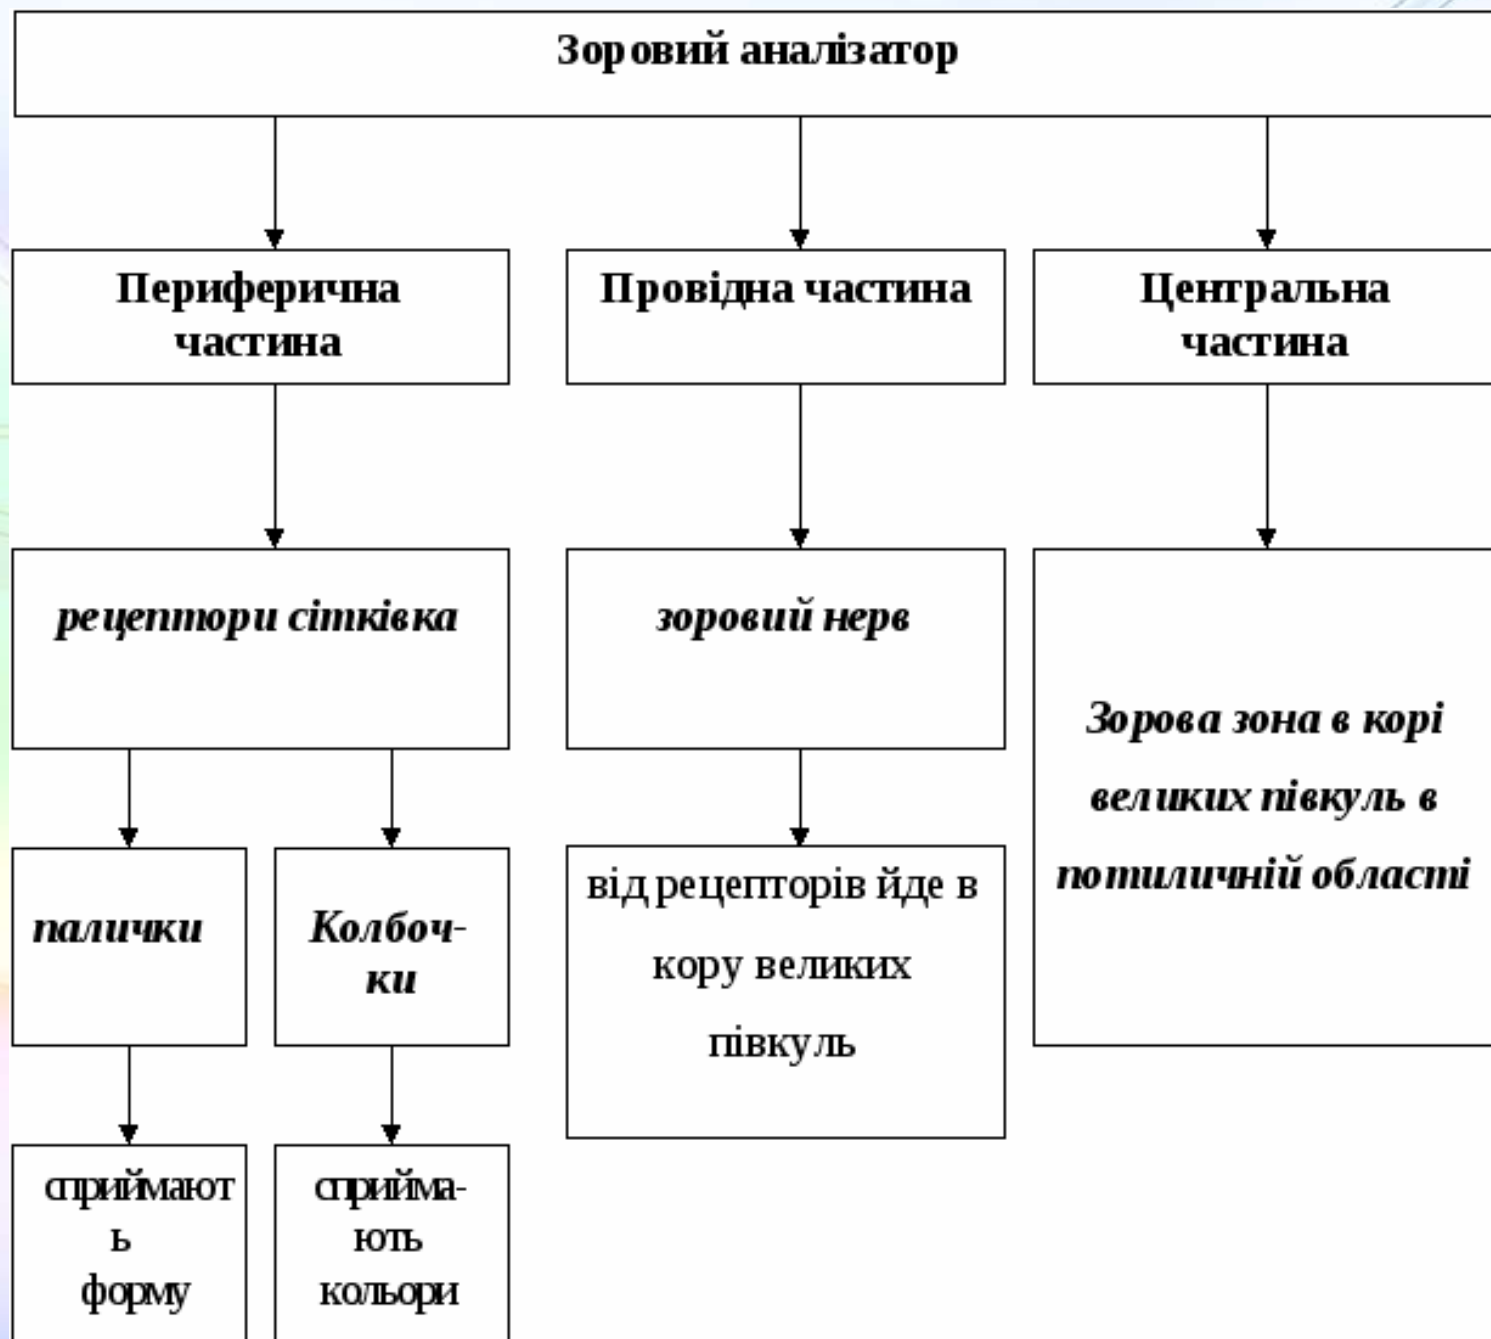 Зоровий аналізатор
Периферична
частина
Провідна частина
Центральна
частина
рецептори сітківка
зоровий нерв
Зорова зона в корі
великих півкуль в
потиличній області
палички
Колбоч-
ки
від рецепторів йде в
кору великих
півкуль
сприймают
ь
форму
сприйма-
ють
кольори